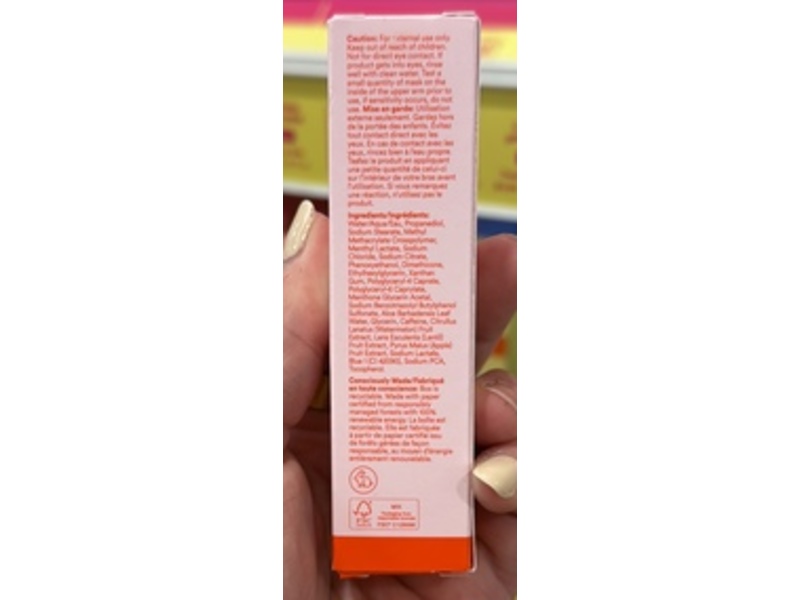 Caution: For external use only
Keep out of reach of children.
Not for direct eye contact. If
product gets into eyes, rinse
well with clean water. Test a
small quantity of mask on the
inside of the upper arm prior to
use, if sensitivity occurs, do not
use. Mise en garde: Utilisation
externe seulement. Gardez hors
de la portée des enfants. Évitez
tout contact direct avec les
yeux. En cas de contact avec les
yeux, rincez bien à l'eau propre.
Testez le produit en appliquant
une petite quantité de celui-ci
sur l'intérieur de votre bras avant
l'utilisation. Si vous remarquez
une réaction, n'utilisez pas le
produit.
Ingredients/Ingrédients:
Water/Aqua/Eau, Propanediol,
Sodium Stearate, Methyl
Methacrylate Crosspolymer,
Menthyl Lactate, Sodium
Chloride, Sodium Citrate,
Phenoxyethanol, Dimethicone,
Ethylhexylglycerin, Xanthan
Gum, Polyglyceryl-4 Caprate,
Polyglyceryl-6 Caprylate,
Menthone Glycerin Acetal,
Sodium Benzotriazolyl Butylphenol
Sulfonate, Aloe Barbadensis Leaf
Water, Glycerin, Caffeine, Citrullus
Lanatus (Watermelon) Fruit
Extract, Lens Esculenta (Lentil)
Fruit Extract, Pyrus Malus (Apple)
Fruit Extract, Sodium Lactate,
Blue 1 (CI 42090), Sodium PCA,
Tocopherol.
Consciously Made/Fabriqué
en toute conscience: Box is
recyclable. Made with paper
certified from responsibly
managed forests with 100%
renewable energy. La boîte est
recyclable. Elle est fabriquée
à partir de papier certifié issu
de forêts gérées de façon
responsable, au moyen d'énergie
entièrement renouvelable.
FSC
MIX
Packaging from